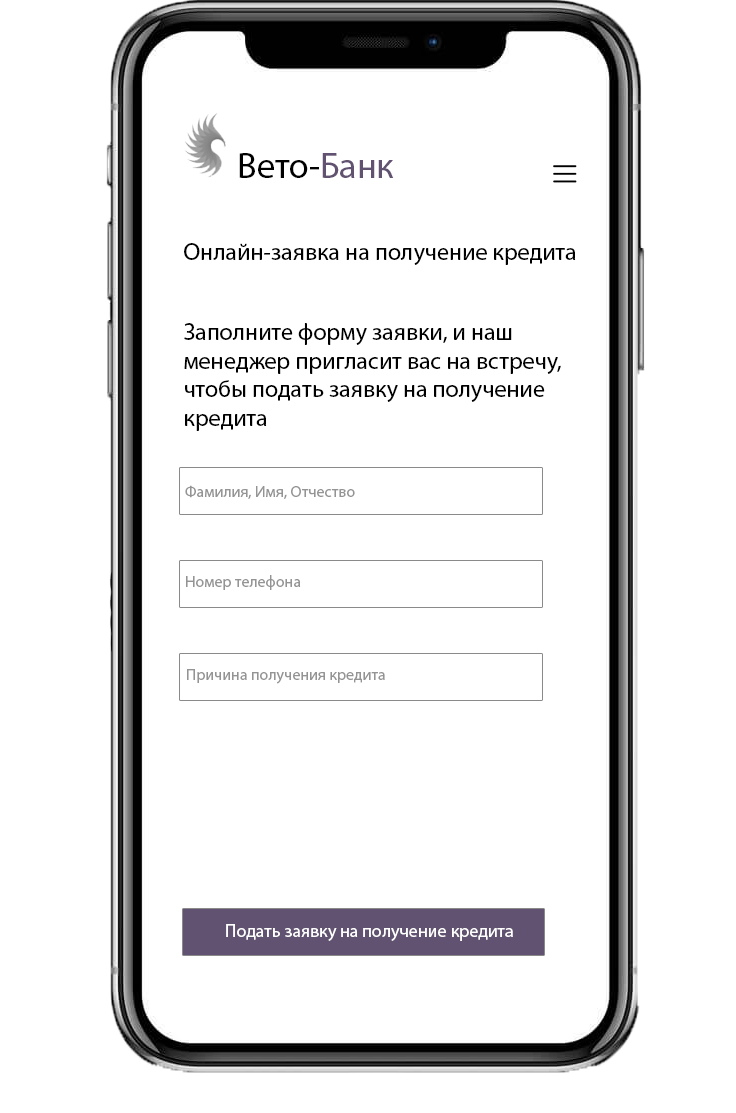 Вето-Банк
Онлайн-заявка на получение кредита
Заполните форму заявки, и наш
менеджер пригласит вас на встречу,
чтобы подать заявку на получение
кредита
Фамилия, Имя, Отчество
Номер телефона
Причина получения кредита
Подать заявку на получение кредита